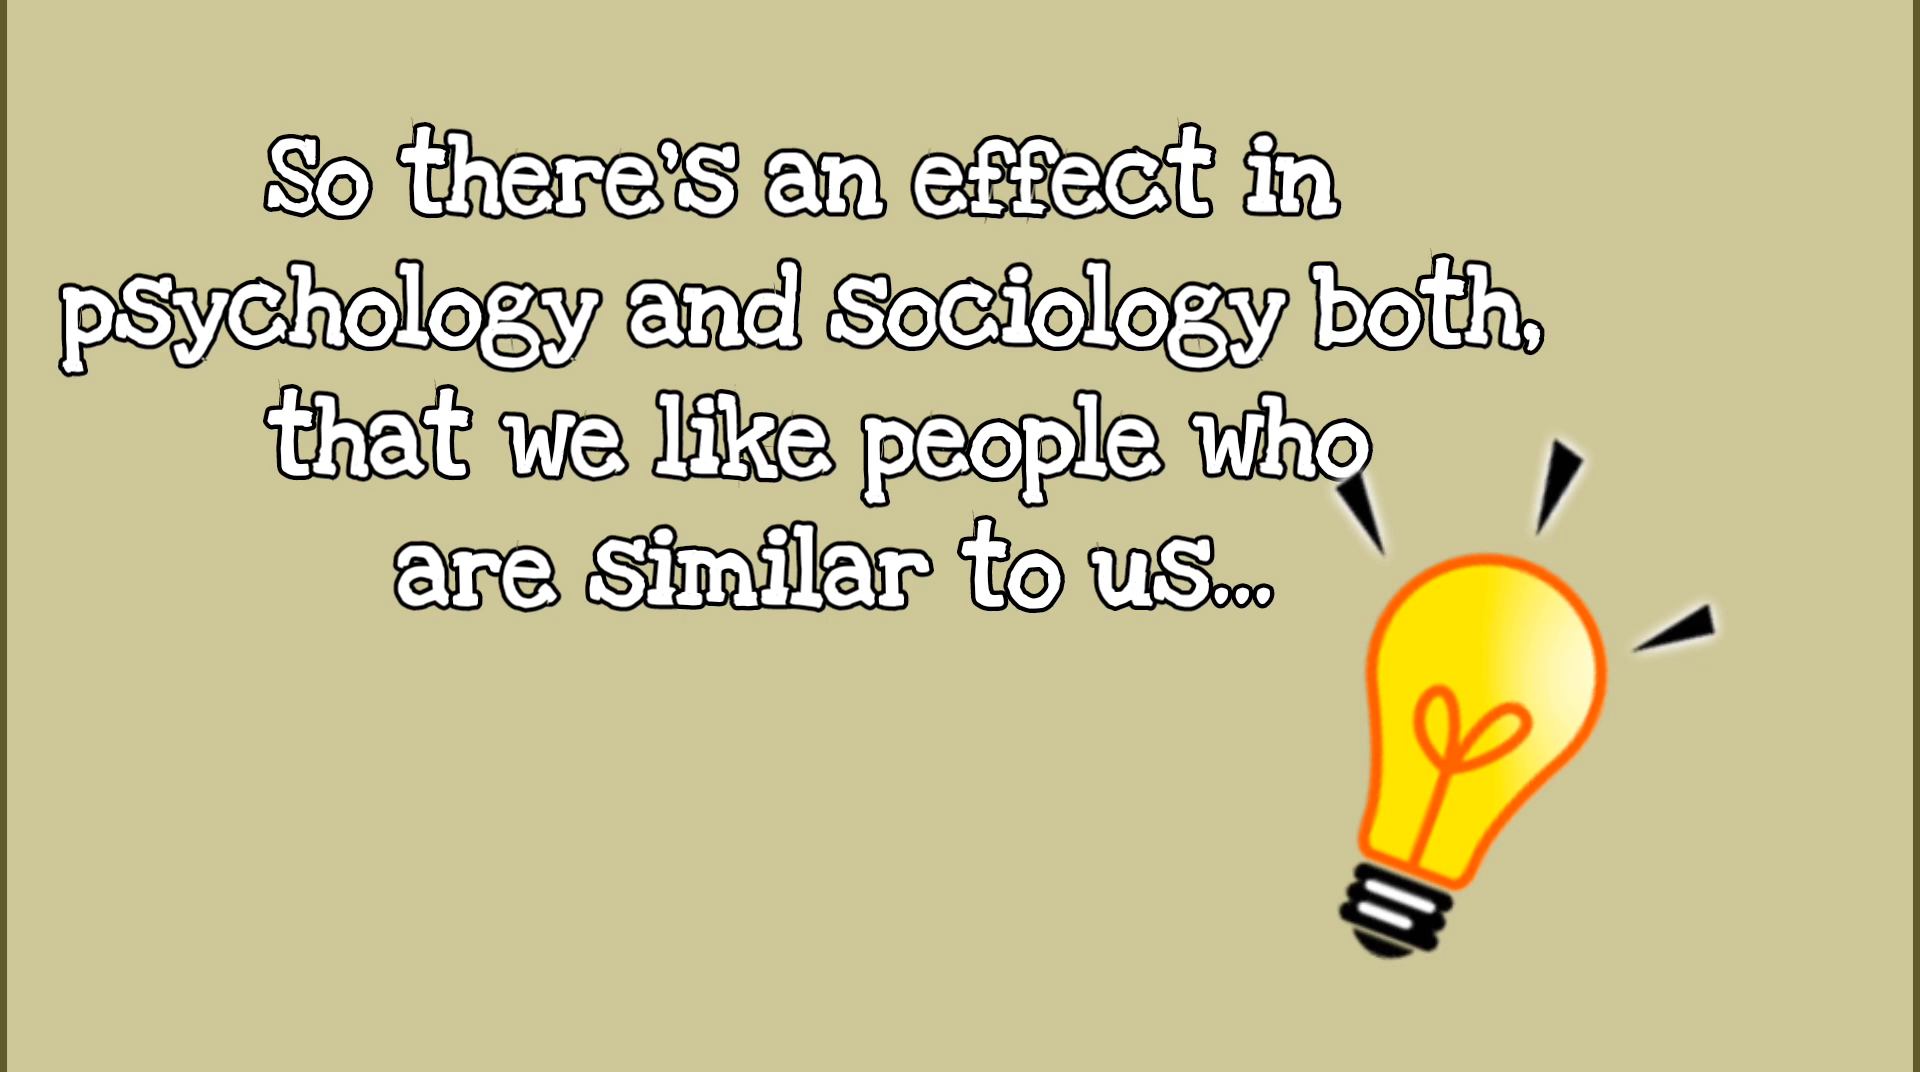 So there's an effect in
psychology and sociology both,
that we like people who
are similar to us...